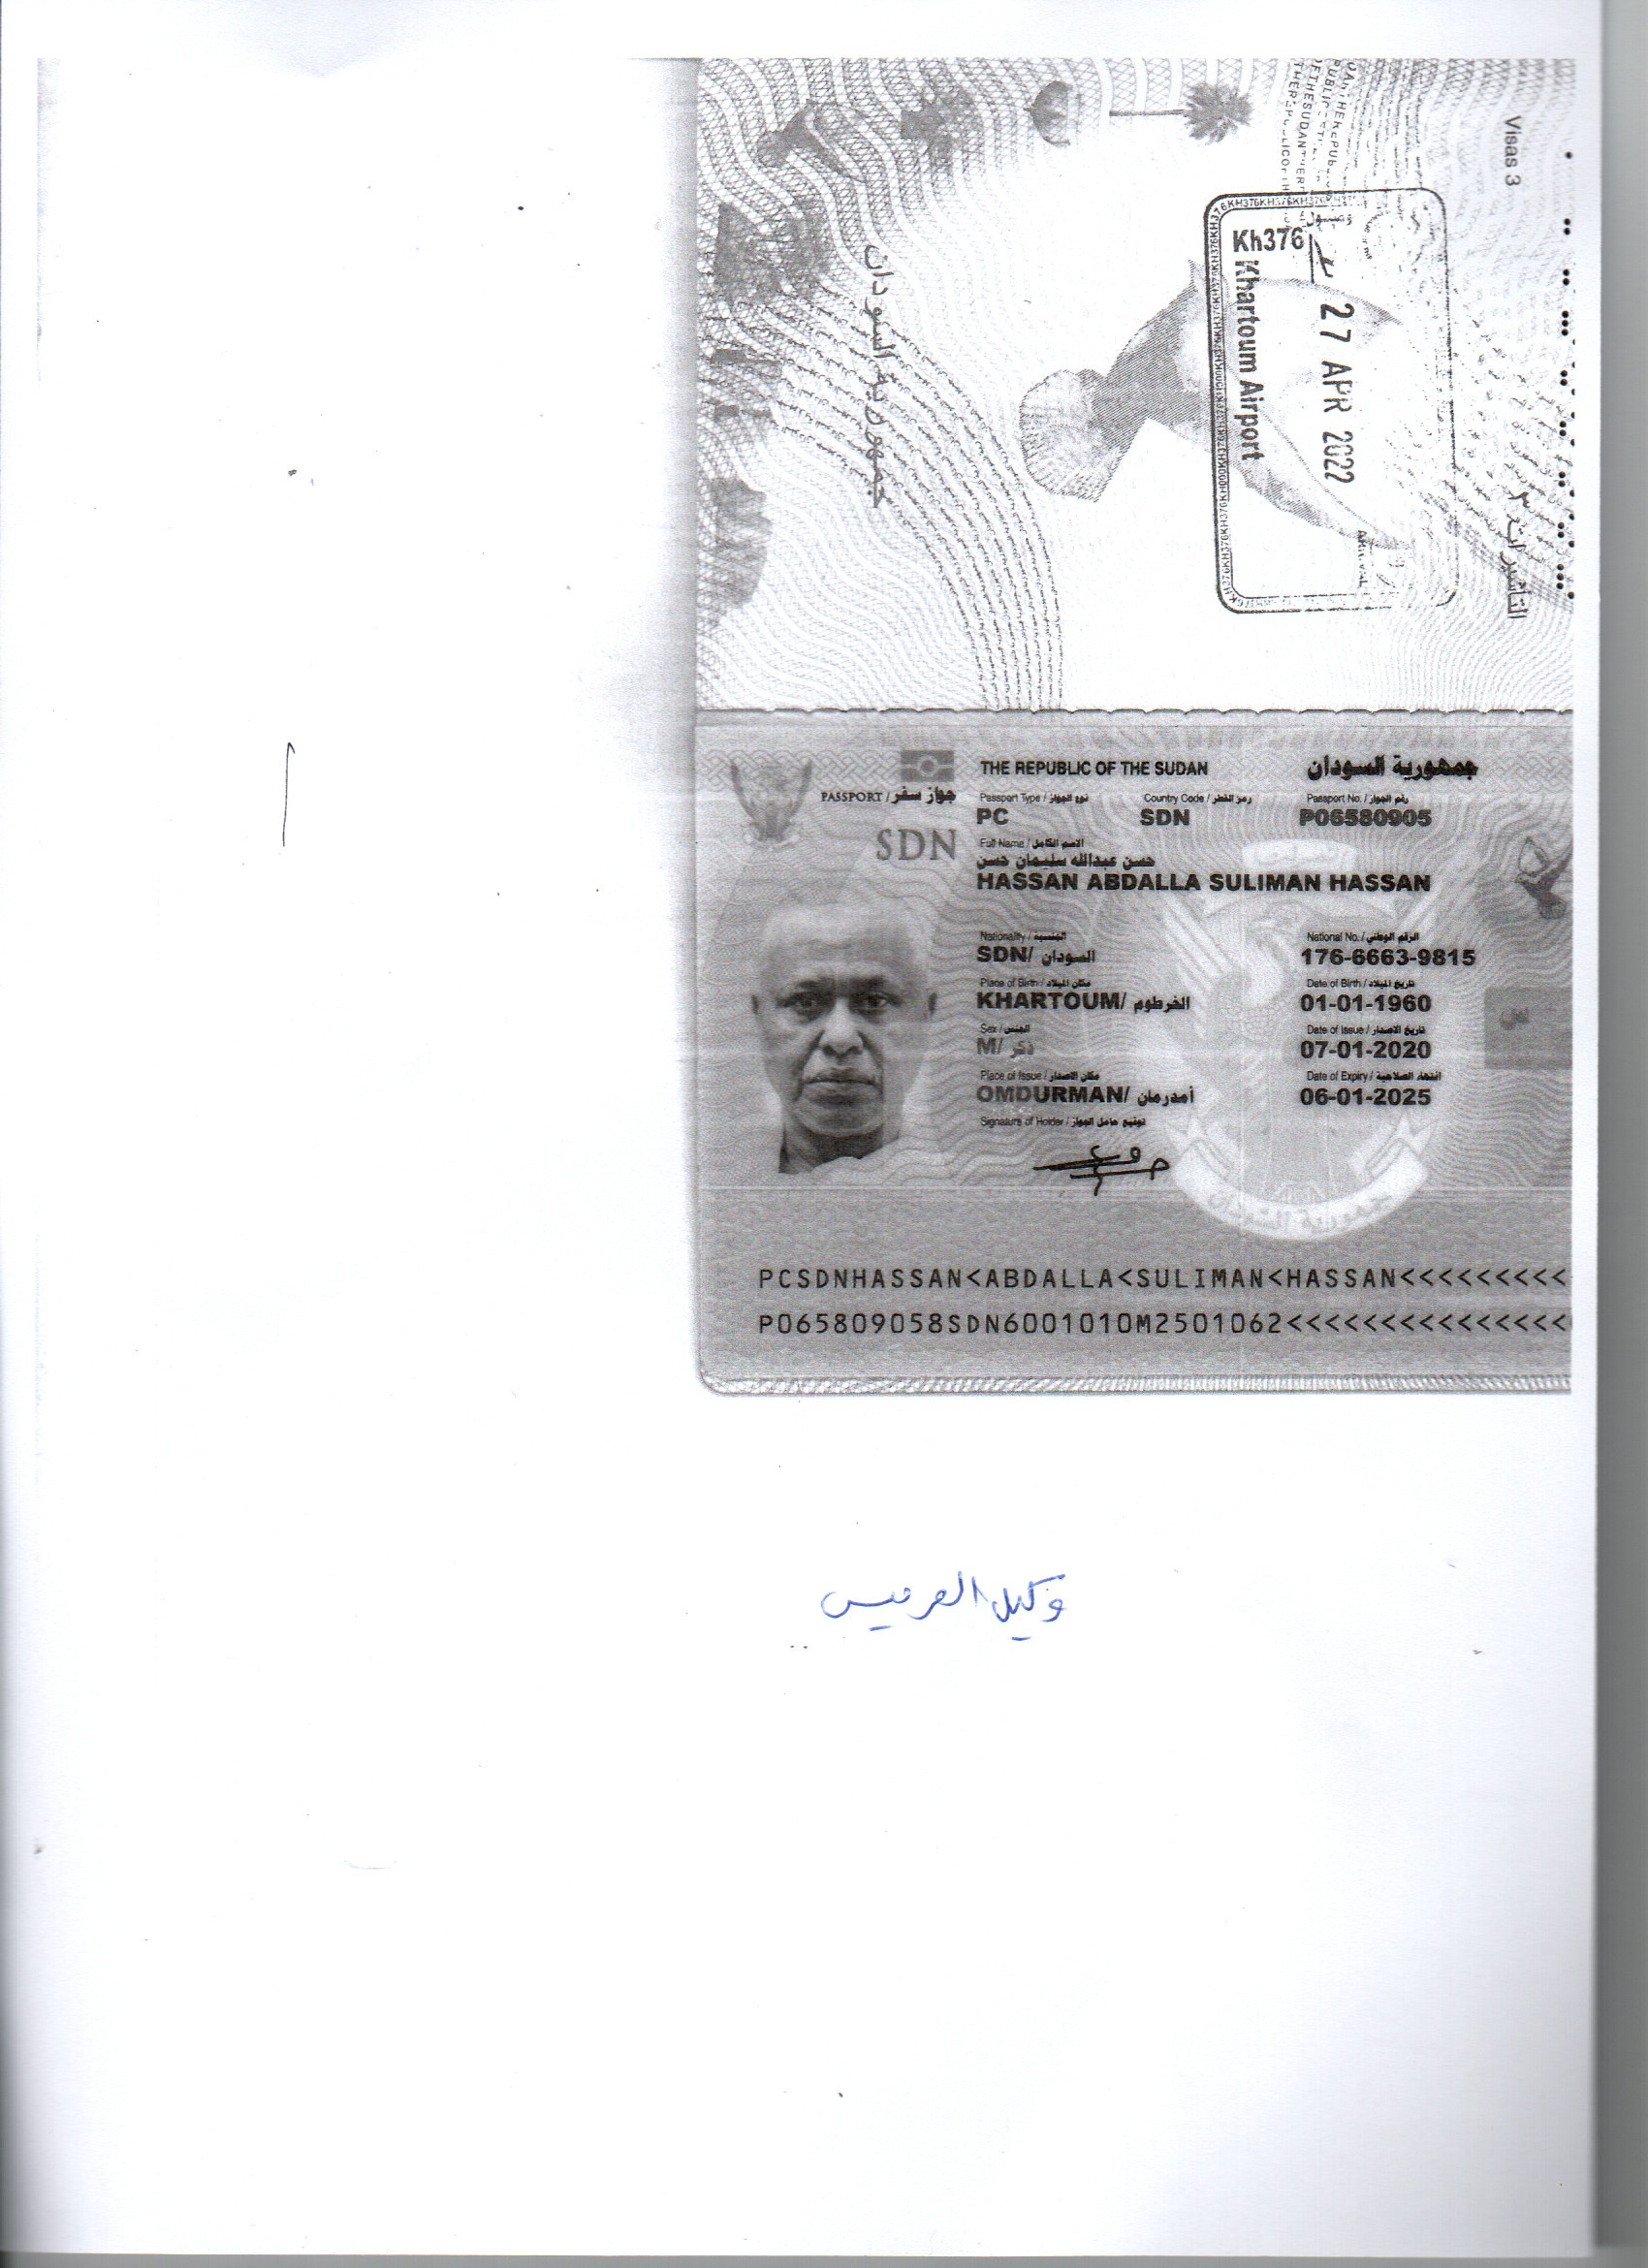 Visas 3
التأشيرات ٣
Kh376
27 APR 2022
Khartoum Airport
جمهورية السودان
THE REPUBLIC OF THE SUDAN جمهورية السودان
PASSPORT / جواز سفر
Passport Type / نوع الجواز Country Code / رمز القطر Passport No. / رقم الجواز
PC SDN P06580905
SDN
Full Name / الاسم الكامل
حسن عبدالله سليمان حسن
HASSAN ABDALLA SULIMAN HASSAN
Nationality / الجنسية National No. / الرقم الوطني
SDN/ السودان 176-6663-9815
Place of Birth / مكان الميلاد Date of Birth / تاريخ الميلاد
KHARTOUM/ الخرطوم 01-01-1960
Sex / الجنس Date of Issue / تاريخ الاصدار
M/ ذكر 07-01-2020
Place of Issue / مكان الاصدار Date of Expiry / انتهاء الصلاحية
OMDURMAN/ أمدرمان 06-01-2025
Signature of Holder / توقيع حامل الجواز
جمهورية السودان
PCSDNHASSAN<ABDALLA<SULIMAN<HASSAN<<<<<<<<<
P065809058SDN6001010M2501062<<<<<<<<<<<<<<<
وكيل العريس